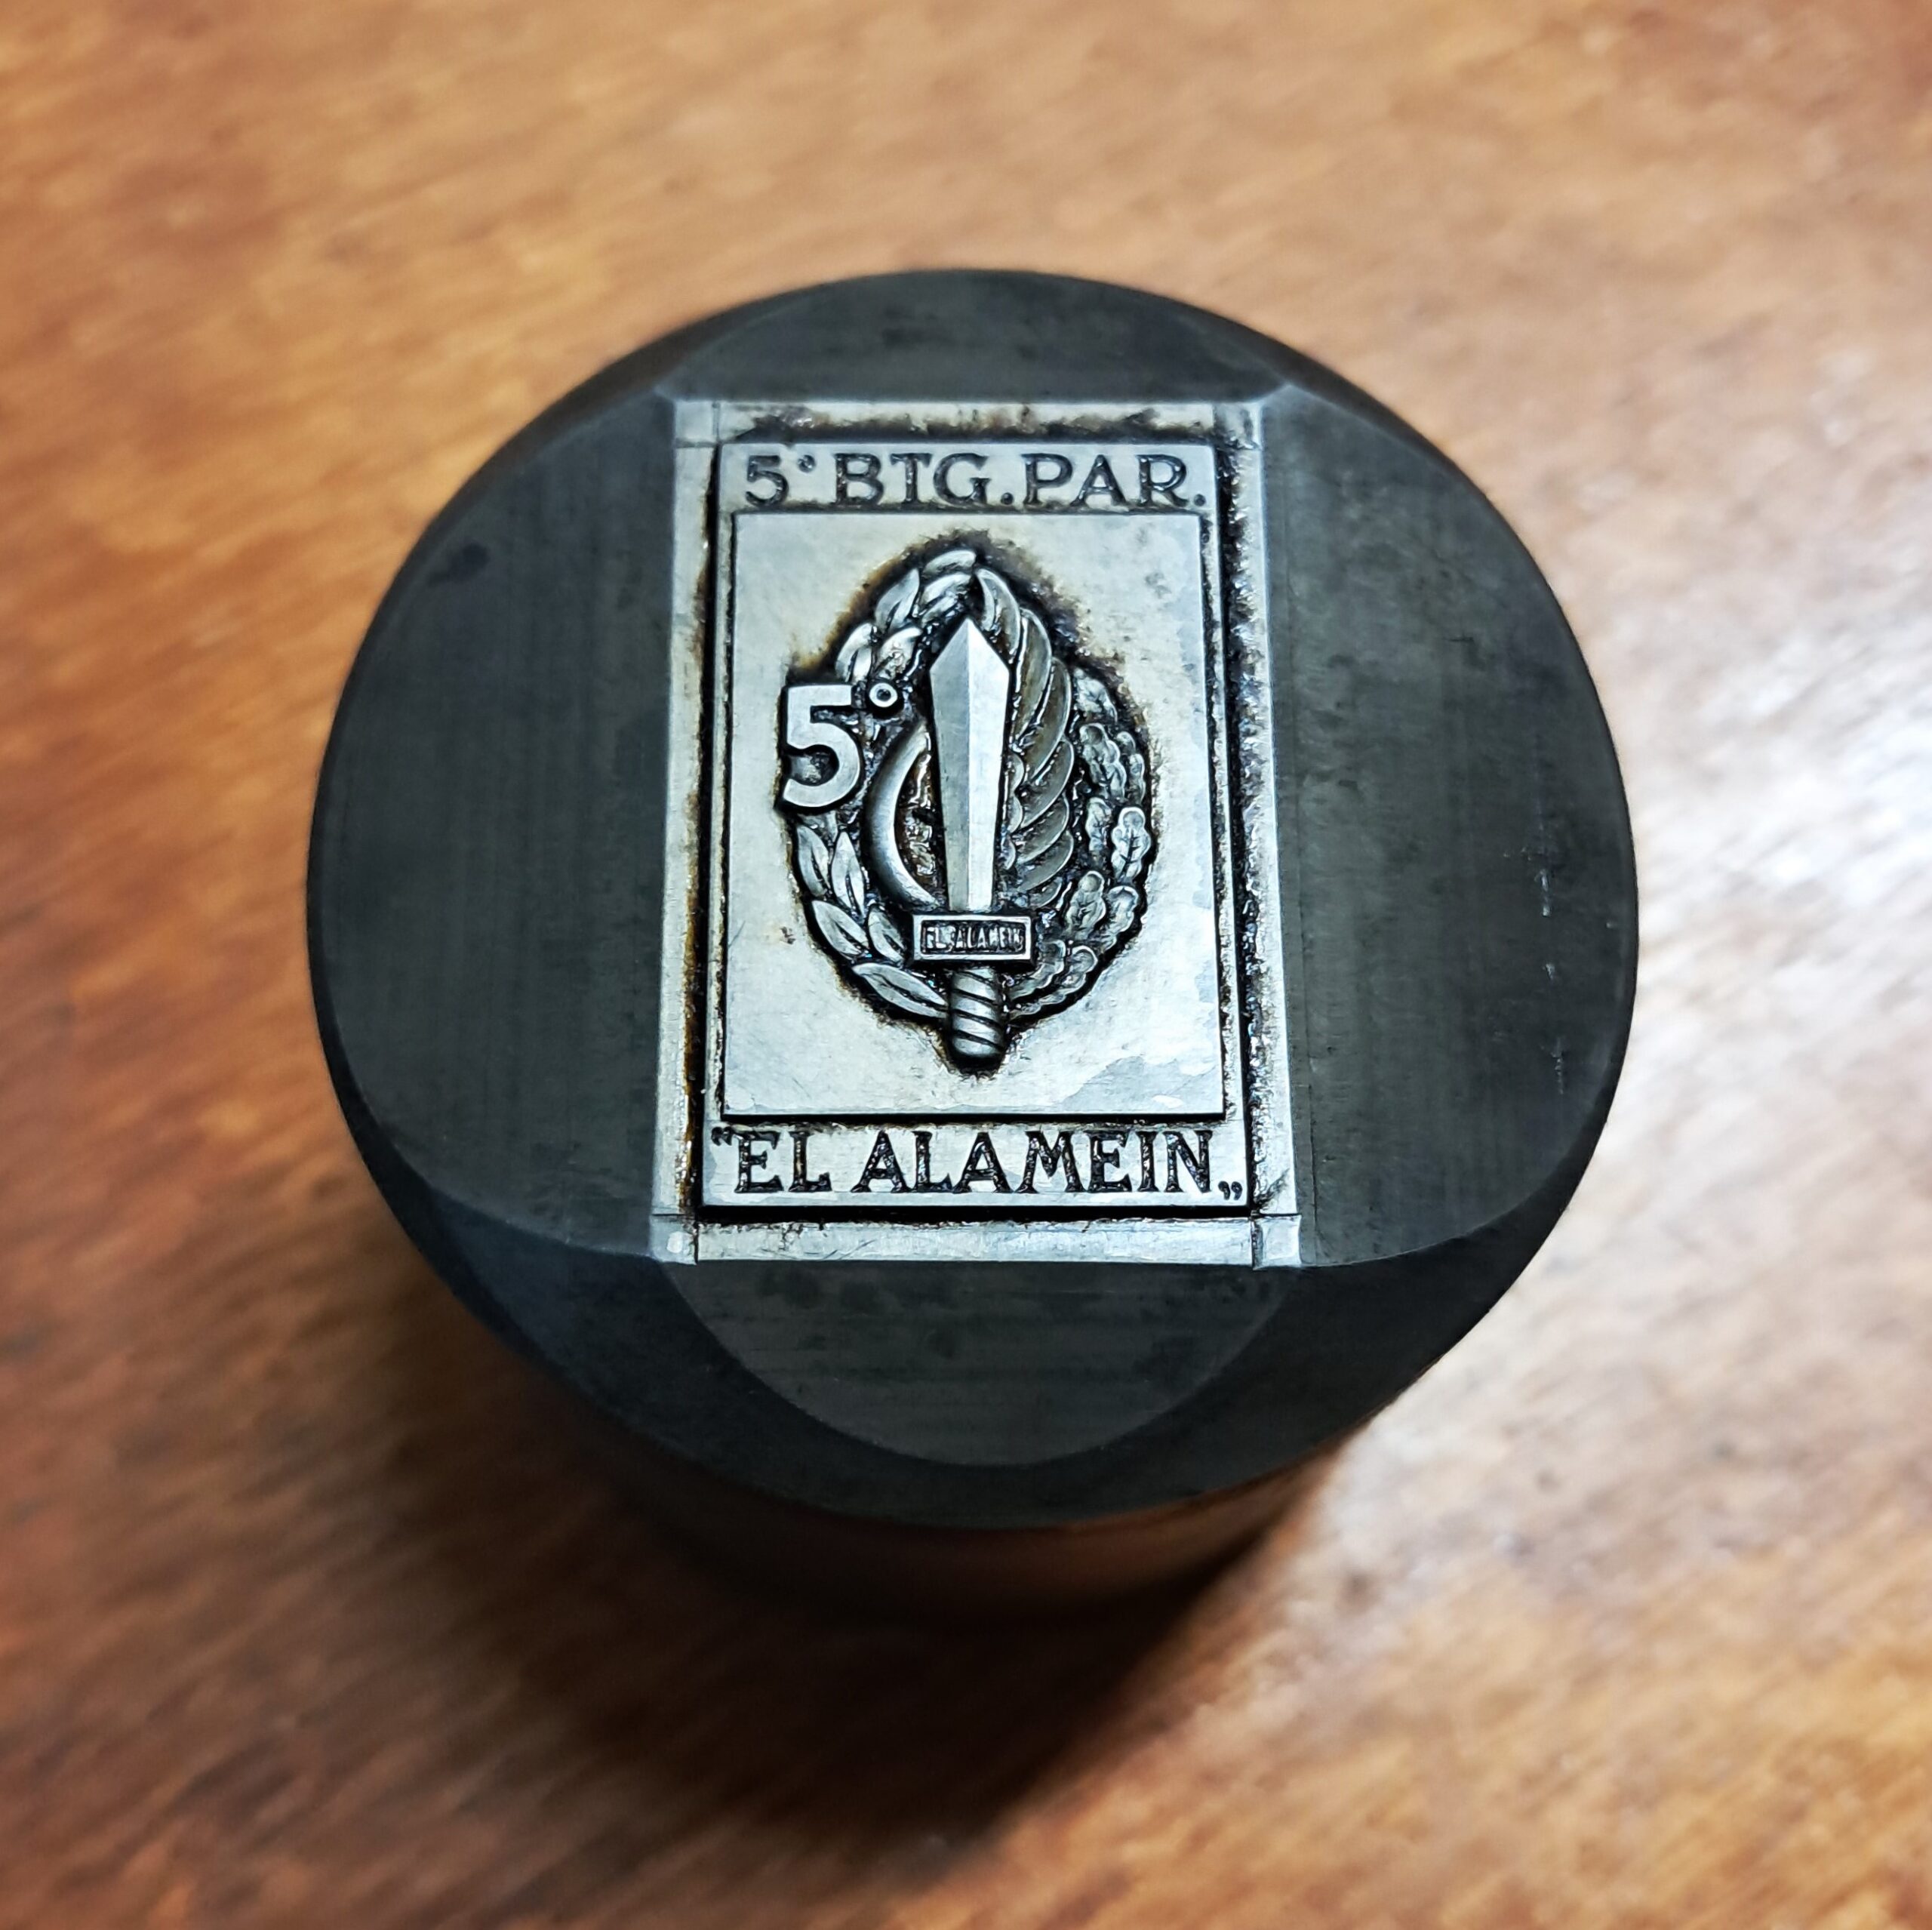 5° BTG. PAR.
5°
EL ALAMEIN
"EL ALAMEIN„